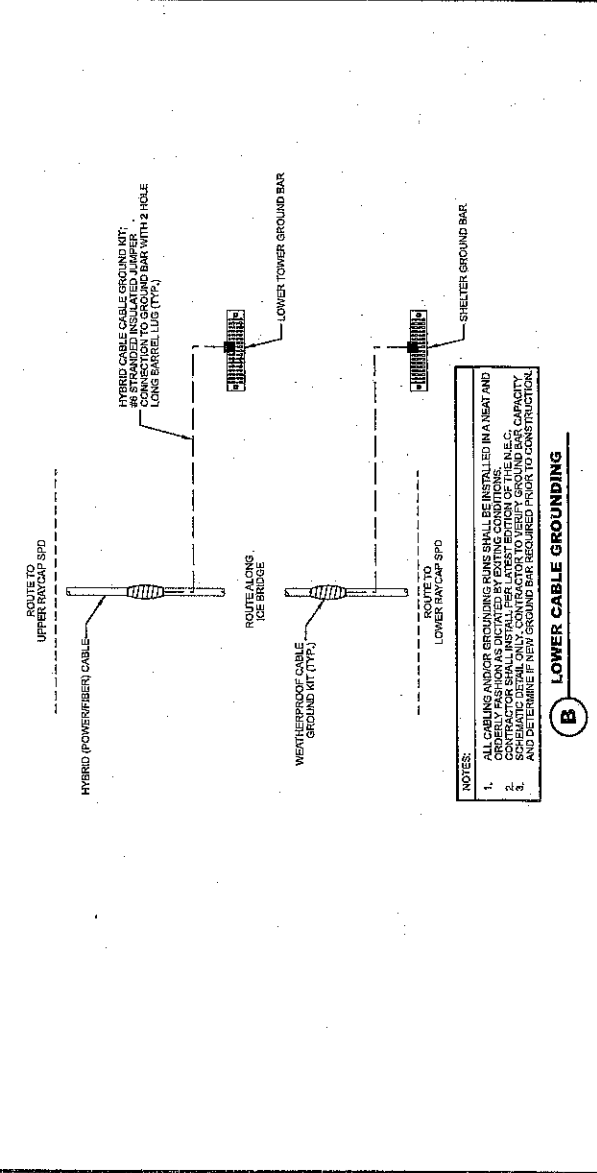 ROUTE TO
UPPER RAYCAP SPD
HYBRID (POWER/FIBER) CABLE
HYBRID CABLE CABLE GROUND KIT;
#6 STRANDED INSULATED JUMPER
CONNECTION TO GROUND BAR WITH 2 HOLE
LONG BARREL LUG (TYP.)
LOWER TOWER GROUND BAR
ROUTE ALONG
ICE BRIDGE
WEATHERPROOF CABLE
GROUND KIT (TYP.)
SHELTER GROUND BAR
ROUTE TO
LOWER RAYCAP SPD
NOTES:
1. ALL CABLING AND/OR GROUNDING RUNS SHALL BE INSTALLED IN A NEAT AND
ORDERLY FASHION AS DICTATED BY EXITING CONDITIONS.
2. CONTRACTOR SHALL INSTALL PER LATEST EDITION OF THE N.E.C.
3. SCHEMATIC DETAIL ONLY. CONTRACTOR TO VERIFY GROUND BAR CAPACITY
AND DETERMINE IF NEW GROUND BAR REQUIRED PRIOR TO CONSTRUCTION.
B LOWER CABLE GROUNDING